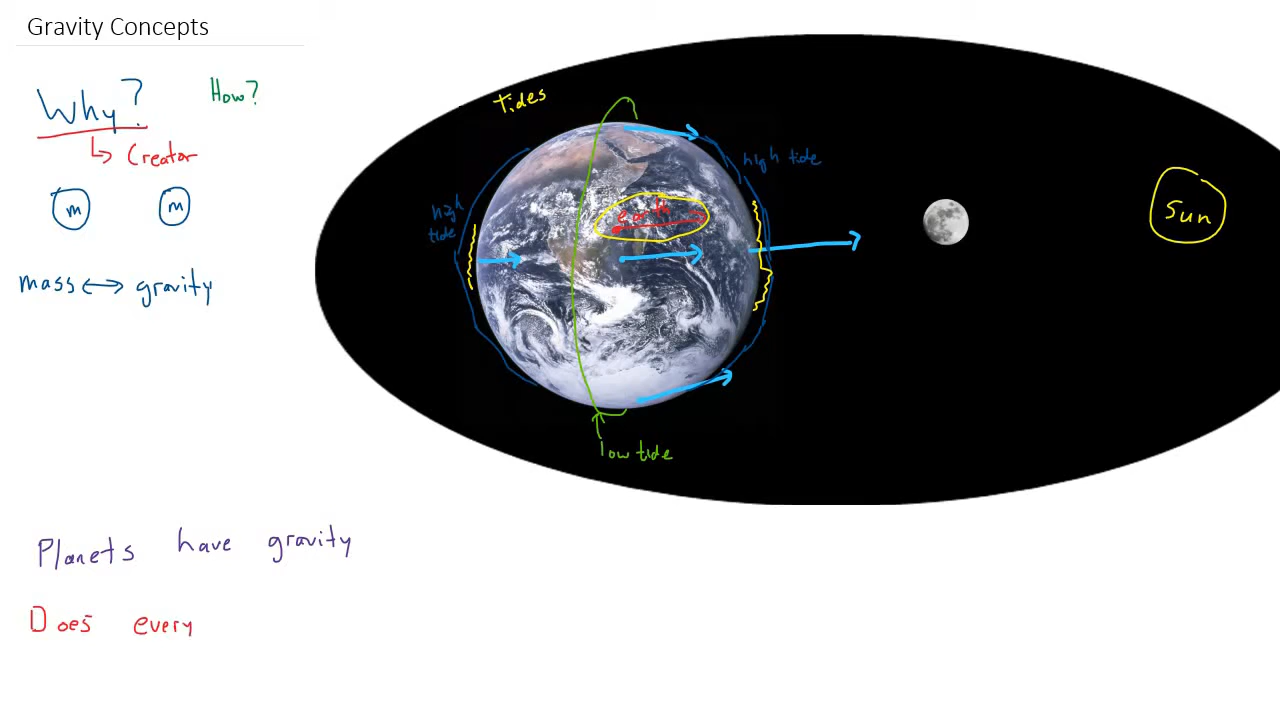 Gravity Concepts
Why? How?
Creator
m m
mass ↔ gravity
tides
high tide
high
tide
earth
Sun
low tide
Planets have gravity
Does every